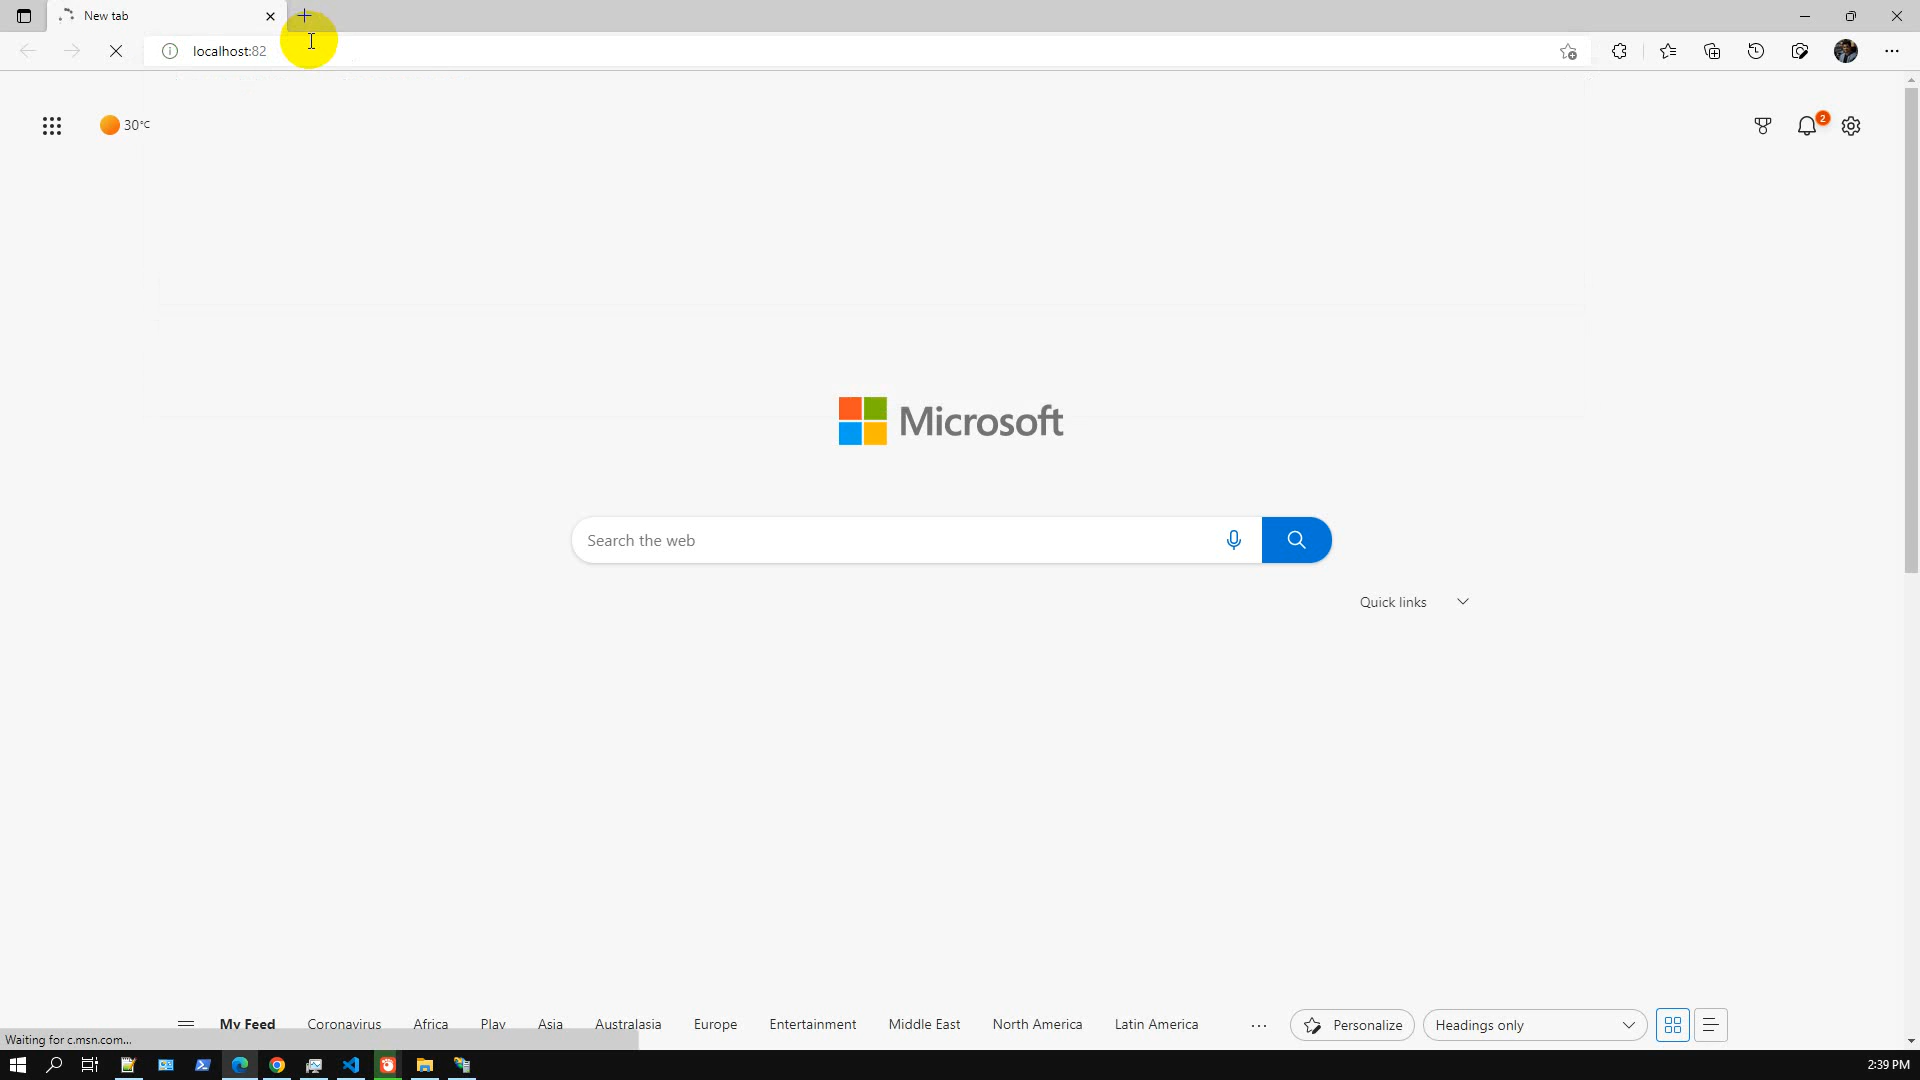 New tab
localhost:82
30°C
2
Microsoft
Search the web
Quick links
My Feed Coronavirus Africa Play Asia Australasia Europe Entertainment Middle East North America Latin America ... Personalize Headings only
Waiting for c.msn.com...
2:39 PM